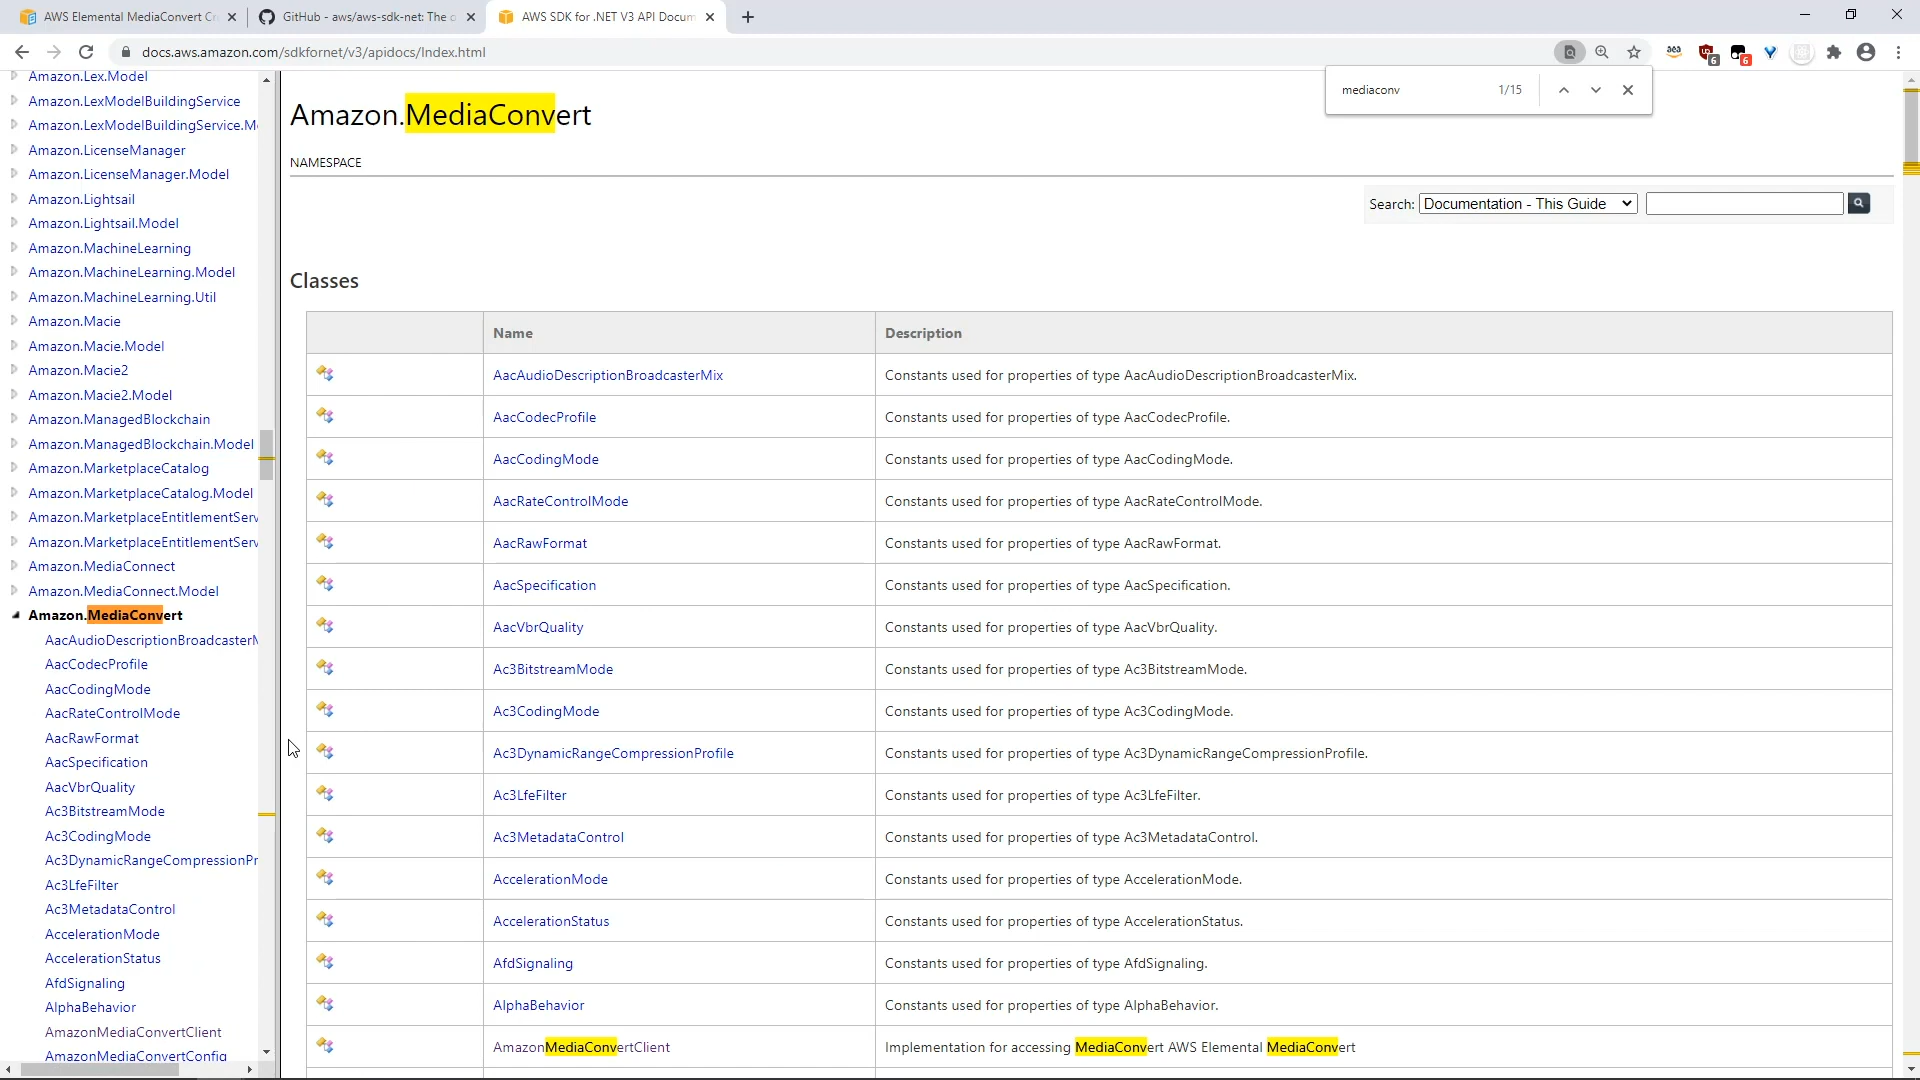 AWS Elemental MediaConvert Cr
GitHub - aws/aws-sdk-net: The o
AWS SDK for .NET V3 API Docum
docs.aws.amazon.com/sdkfornet/v3/apidocs/Index.html
6
6
mediaconv
1/15
Amazon.Lex.Model
Amazon.LexModelBuildingService
Amazon.LexModelBuildingService.M
Amazon.LicenseManager
Amazon.LicenseManager.Model
Amazon.Lightsail
Amazon.Lightsail.Model
Amazon.MachineLearning
Amazon.MachineLearning.Model
Amazon.MachineLearning.Util
Amazon.Macie
Amazon.Macie.Model
Amazon.Macie2
Amazon.Macie2.Model
Amazon.ManagedBlockchain
Amazon.ManagedBlockchain.Model
Amazon.MarketplaceCatalog
Amazon.MarketplaceCatalog.Model
Amazon.MarketplaceEntitlementServ
Amazon.MarketplaceEntitlementServ
Amazon.MediaConnect
Amazon.MediaConnect.Model
Amazon.MediaConvert
AacAudioDescriptionBroadcasterM
AacCodecProfile
AacCodingMode
AacRateControlMode
AacRawFormat
AacSpecification
AacVbrQuality
Ac3BitstreamMode
Ac3CodingMode
Ac3DynamicRangeCompressionPr
Ac3LfeFilter
Ac3MetadataControl
AccelerationMode
AccelerationStatus
AfdSignaling
AlphaBehavior
AmazonMediaConvertClient
AmazonMediaConvertConfig
Amazon.MediaConvert
NAMESPACE
Search: Documentation - This Guide
Classes
Name Description
AacAudioDescriptionBroadcasterMix Constants used for properties of type AacAudioDescriptionBroadcasterMix.
AacCodecProfile Constants used for properties of type AacCodecProfile.
AacCodingMode Constants used for properties of type AacCodingMode.
AacRateControlMode Constants used for properties of type AacRateControlMode.
AacRawFormat Constants used for properties of type AacRawFormat.
AacSpecification Constants used for properties of type AacSpecification.
AacVbrQuality Constants used for properties of type AacVbrQuality.
Ac3BitstreamMode Constants used for properties of type Ac3BitstreamMode.
Ac3CodingMode Constants used for properties of type Ac3CodingMode.
Ac3DynamicRangeCompressionProfile Constants used for properties of type Ac3DynamicRangeCompressionProfile.
Ac3LfeFilter Constants used for properties of type Ac3LfeFilter.
Ac3MetadataControl Constants used for properties of type Ac3MetadataControl.
AccelerationMode Constants used for properties of type AccelerationMode.
AccelerationStatus Constants used for properties of type AccelerationStatus.
AfdSignaling Constants used for properties of type AfdSignaling.
AlphaBehavior Constants used for properties of type AlphaBehavior.
AmazonMediaConvertClient Implementation for accessing MediaConvert AWS Elemental MediaConvert